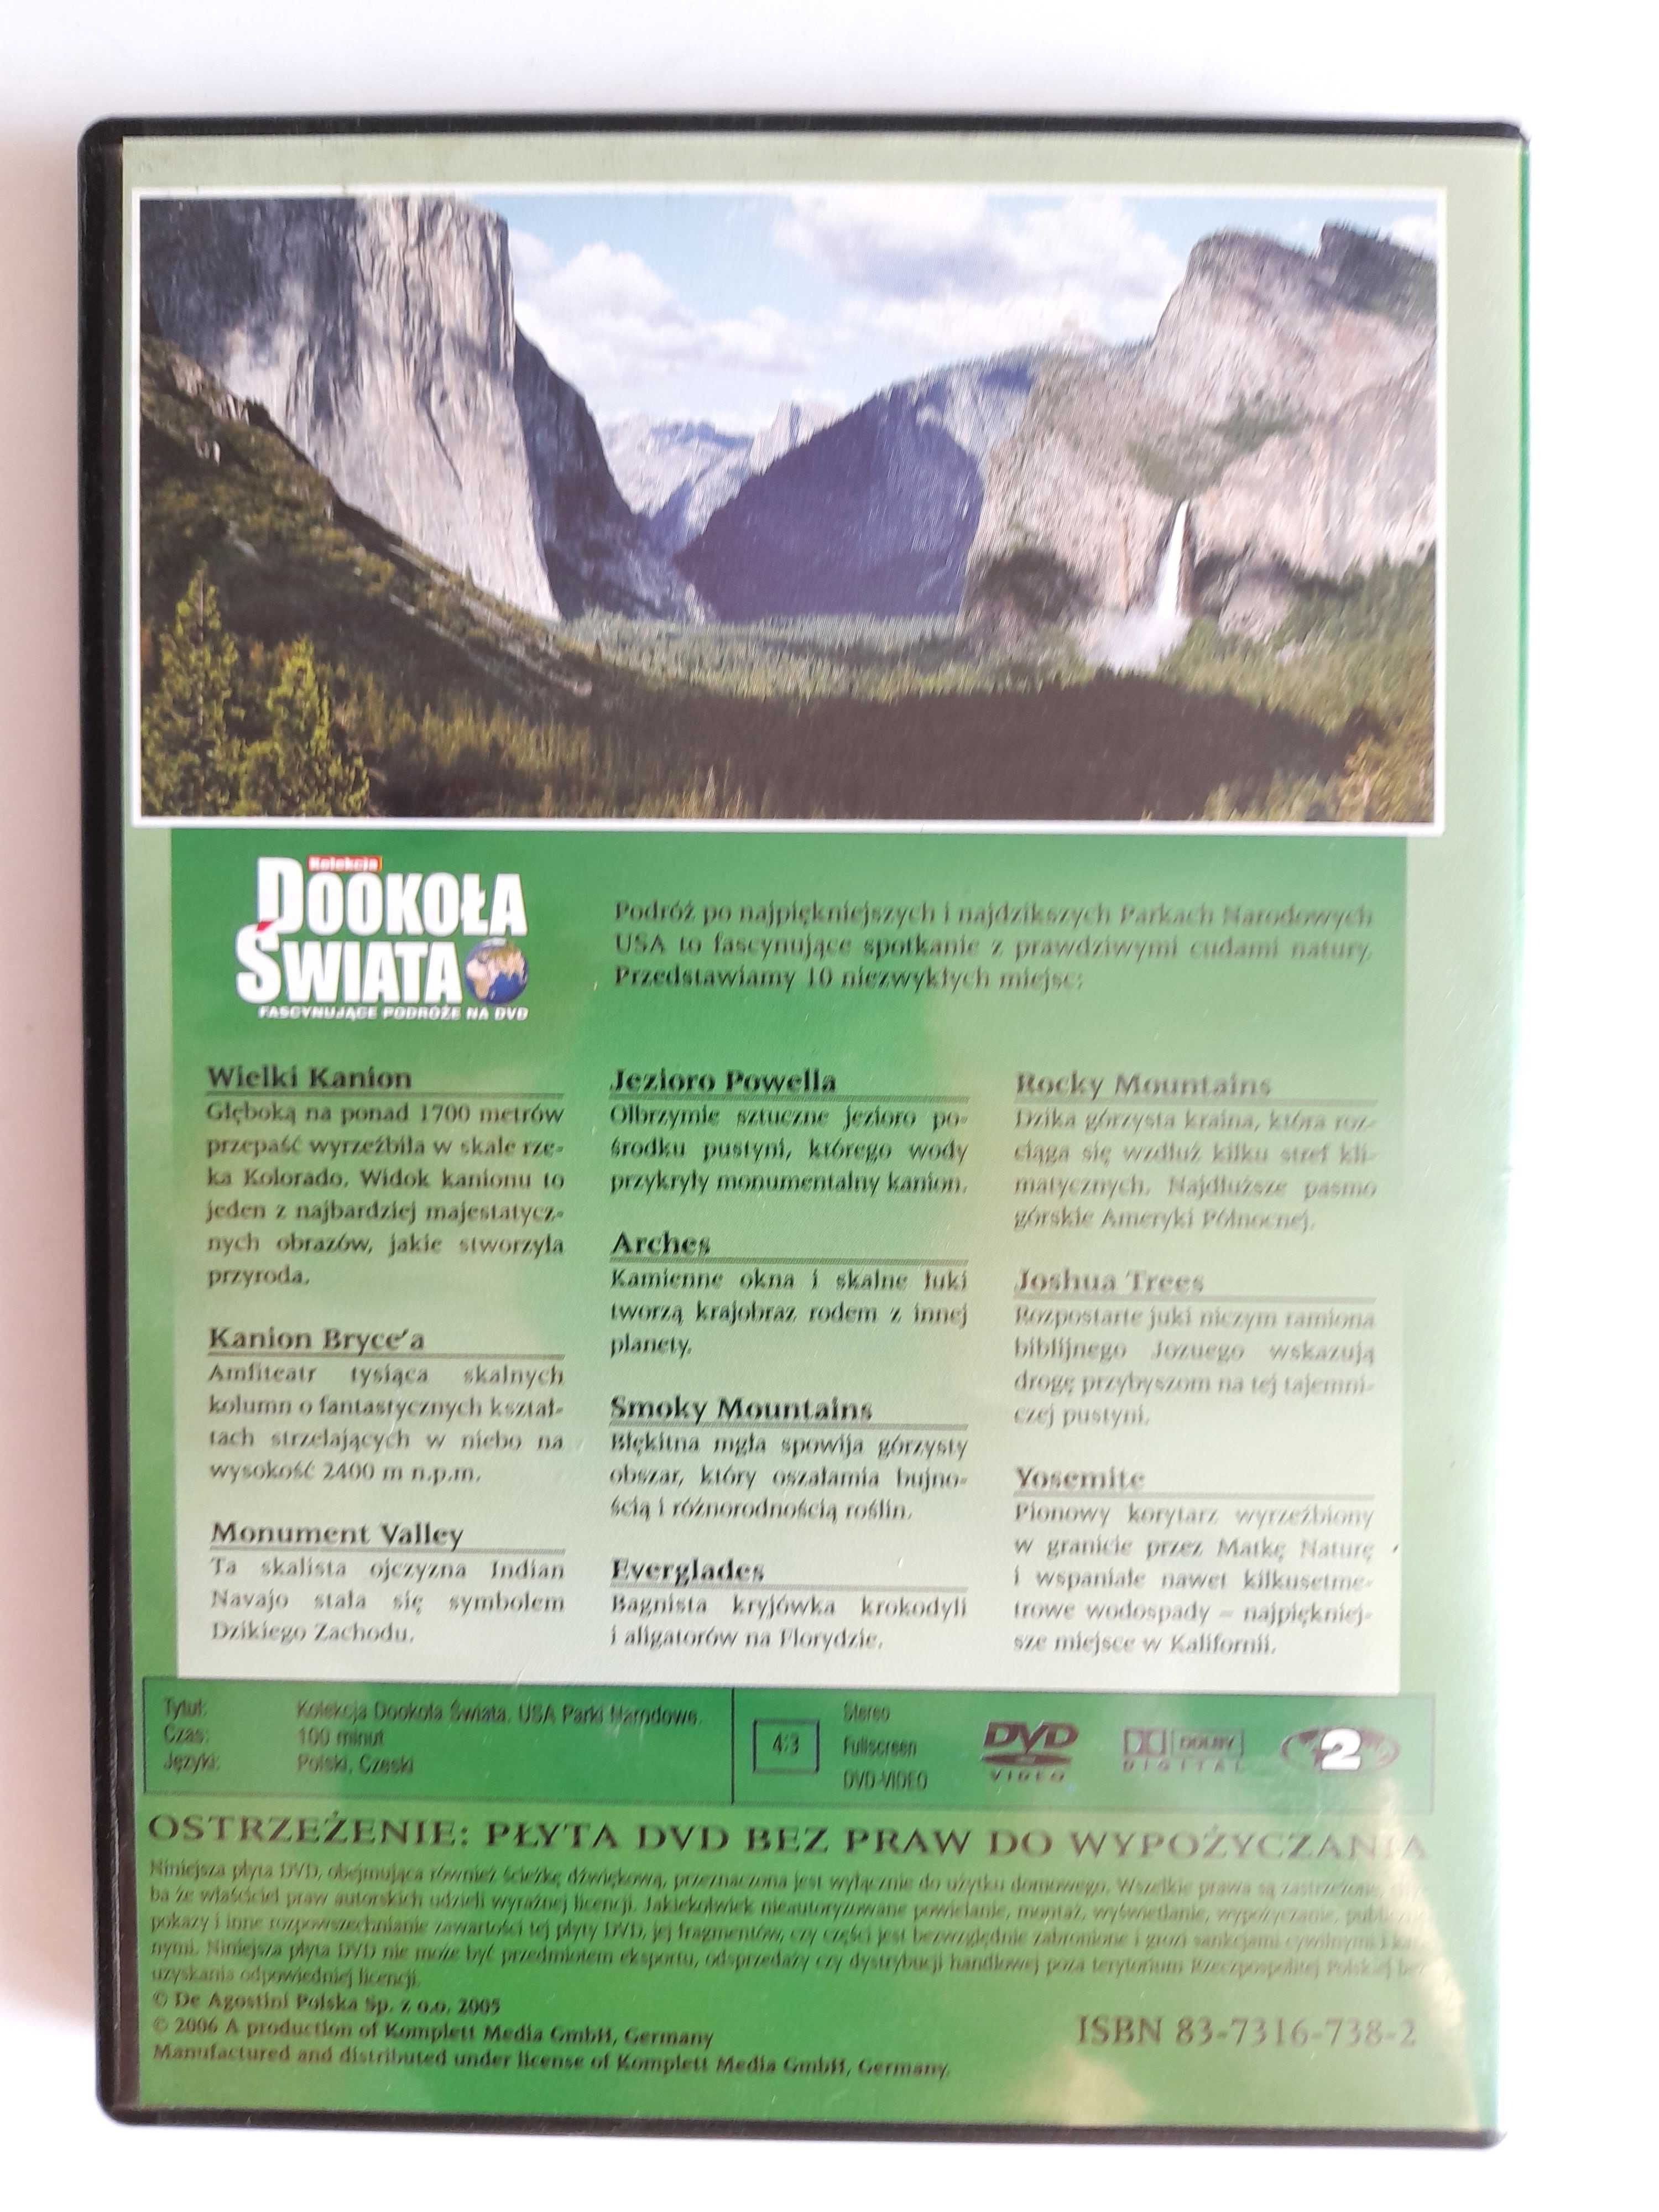 Kolekcja
DOOKOŁA
ŚWIATA
FASCYNUJĄCE PODRÓŻE NA DVD
Podróż po najpiękniejszych i najdzikszych Parkach Narodowych
USA to fascynujące spotkanie z prawdziwymi cudami natury.
Przedstawiamy 10 niezwykłych miejsc:
Wielki Kanion
Głęboką na ponad 1700 metrów
przepaść wyrzeźbiła w skale rze-
ka Kolorado. Widok kanionu to
jeden z najbardziej majestatycz-
nych obrazów, jakie stworzyła
przyroda.
Kanion Bryce'a
Amfiteatr tysiąca skalnych
kolumn o fantastycznych kształ-
tach strzelających w niebo na
wysokość 2400 m n.p.m.
Monument Valley
Ta skalista ojczyzna Indian
Navajo stała się symbolem
Dzikiego Zachodu.
Jezioro Powella
Olbrzymie sztuczne jezioro po-
środku pustyni, którego wody
przykryły monumentalny kanion.
Arches
Kamienne okna i skalne łuki
tworzą krajobraz rodem z innej
planety.
Smoky Mountains
Błękitna mgła spowija górzysty
obszar, który oszałamia bujno-
ścią i różnorodnością roślin.
Everglades
Bagnista kryjówka krokodyli
i aligatorów na Florydzie.
Rocky Mountains
Dzika górzysta kraina, która roz-
ciąga się wzdłuż kilku stref kli-
matycznych. Najdłuższe pasmo
górskie Ameryki Północnej.
Joshua Trees
Rozpostarte juki niczym ramiona
biblijnego Jozuego wskazują
drogę przybyszom na tej tajemni-
czej pustyni.
Yosemite
Pionowy korytarz wyrzeźbiony
w granicie przez Matkę Naturę
i wspaniałe nawet kilkusetme-
trowe wodospady – najpiękniej-
sze miejsce w Kalifornii.
Tytuł: Kolekcja Dookoła Świata. USA Parki Narodowe.
Czas: 100 minut
Języki: Polski, Czeski
4:3
Stereo
Fullscreen
DVD-VIDEO
DVD
VIDEO
DOLBY
DIGITAL
2
OSTRZEŻENIE: PŁYTA DVD BEZ PRAW DO WYPOŻYCZANIA
Niniejsza płyta DVD, obejmująca również ścieżkę dźwiękową, przeznaczona jest wyłącznie do użytku domowego. Wszelkie prawa są zastrzeżone,
ba że właściciel praw autorskich udzieli wyraźnej licencji. Jakiekolwiek nieautoryzowane powielanie, montaż, wyświetlanie, wypożyczanie,
pokazy i inne rozpowszechnianie zawartości tej płyty DVD, jej fragmentów, czy części jest bezwzględnie zabronione i grozi sankcjami cywilnymi i
nymi. Niniejsza płyta DVD nie może być przedmiotem eksportu, odsprzedaży czy dystrybucji handlowej poza terytorium Rzeczpospolitej Polskiej bez
uzyskania odpowiedniej licencji.
© De Agostini Polska Sp. z o.o. 2005
© 2006 A production of Komplett Media GmbH, Germany
Manufactured and distributed under license of Komplett Media GmbH, Germany.
ISBN 83-7316-738-2